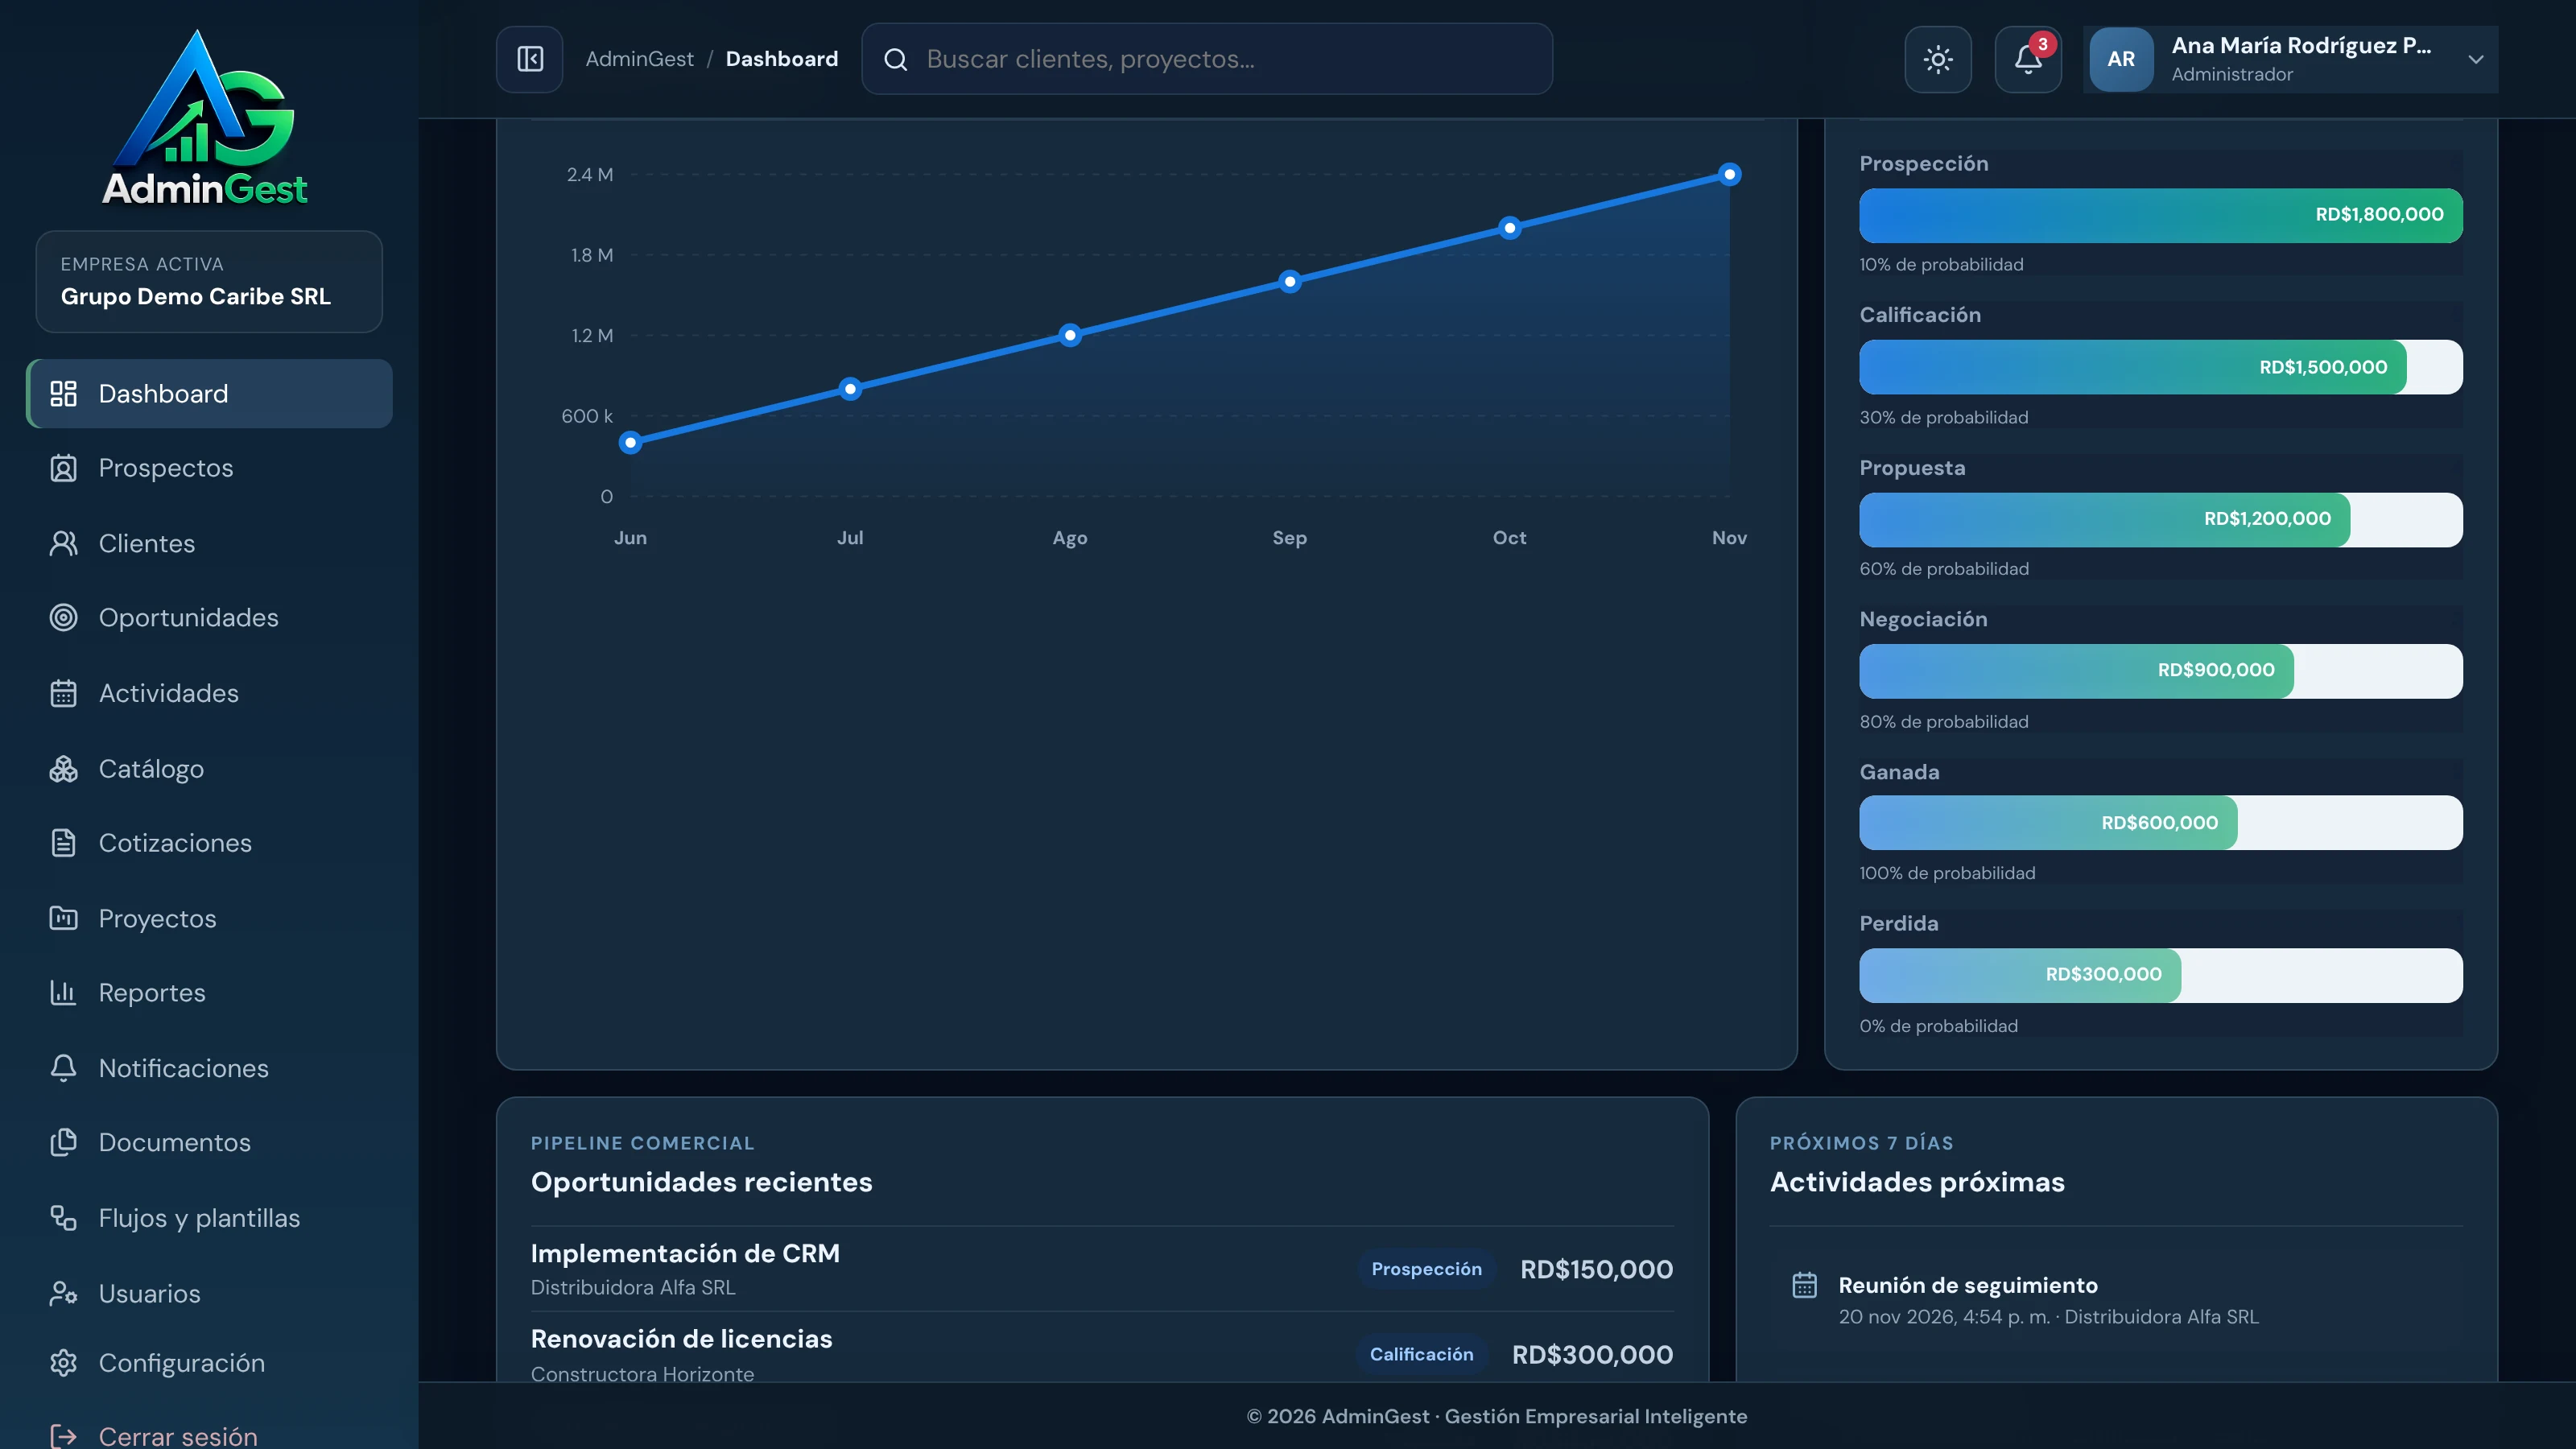 AdminGest
EMPRESA ACTIVA
Grupo Demo Caribe SRL
Dashboard
Prospectos
Clientes
Oportunidades
Actividades
Catálogo
Cotizaciones
Proyectos
Reportes
Notificaciones
Documentos
Flujos y plantillas
Usuarios
Configuración
Cerrar sesión
AdminGest / Dashboard
Buscar clientes, proyectos...
3
AR
Ana María Rodríguez P...
Administrador
2.4 M
1.8 M
1.2 M
600 k
0
Jun Jul Ago Sep Oct Nov
Prospección
RD$1,800,000
10% de probabilidad
Calificación
RD$1,500,000
30% de probabilidad
Propuesta
RD$1,200,000
60% de probabilidad
Negociación
RD$900,000
80% de probabilidad
Ganada
RD$600,000
100% de probabilidad
Perdida
RD$300,000
0% de probabilidad
PIPELINE COMERCIAL
Oportunidades recientes
Implementación de CRM
Distribuidora Alfa SRL
Prospección
RD$150,000
Renovación de licencias
Constructora Horizonte
Calificación
RD$300,000
PRÓXIMOS 7 DÍAS
Actividades próximas
Reunión de seguimiento
20 nov 2026, 4:54 p. m. · Distribuidora Alfa SRL
© 2026 AdminGest · Gestión Empresarial Inteligente